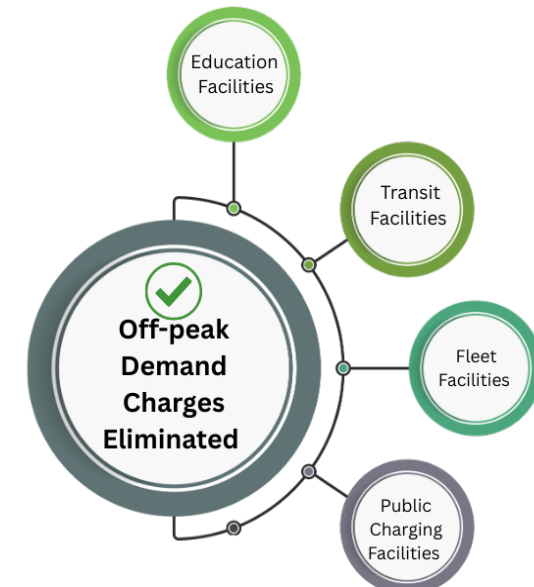 Education
Facilities
Transit
Facilities
Off-peak
Demand
Charges
Eliminated
Fleet
Facilities
Public
Charging
Facilities